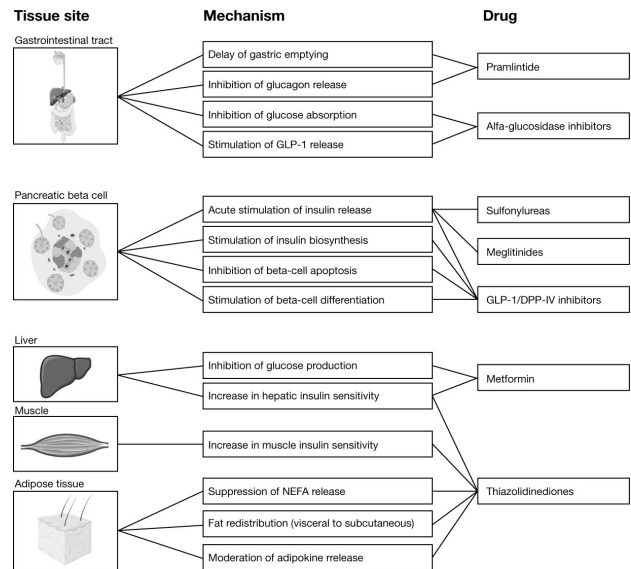 Tissue site
Mechanism
Drug
Gastrointestinal tract
Delay of gastric emptying
Inhibition of glucagon release
Inhibition of glucose absorption
Stimulation of GLP-1 release
Pramlintide
Alfa-glucosidase inhibitors
Pancreatic beta cell
Acute stimulation of insulin release
Stimulation of insulin biosynthesis
Inhibition of beta-cell apoptosis
Stimulation of beta-cell differentiation
Sulfonylureas
Meglitinides
GLP-1/DPP-IV inhibitors
Liver
Inhibition of glucose production
Increase in hepatic insulin sensitivity
Metformin
Muscle
Increase in muscle insulin sensitivity
Adipose tissue
Suppression of NEFA release
Fat redistribution (visceral to subcutaneous)
Moderation of adipokine rrelease
Thiazolidinediones